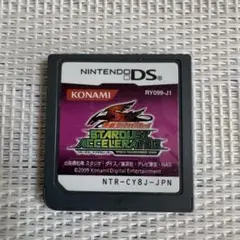 NINTENDO DS
KONAMI
RY099-J1
STARDUST
ACCELERATOR
©2009 Konami Digital Entertainment
NTR-CY8J-JPN